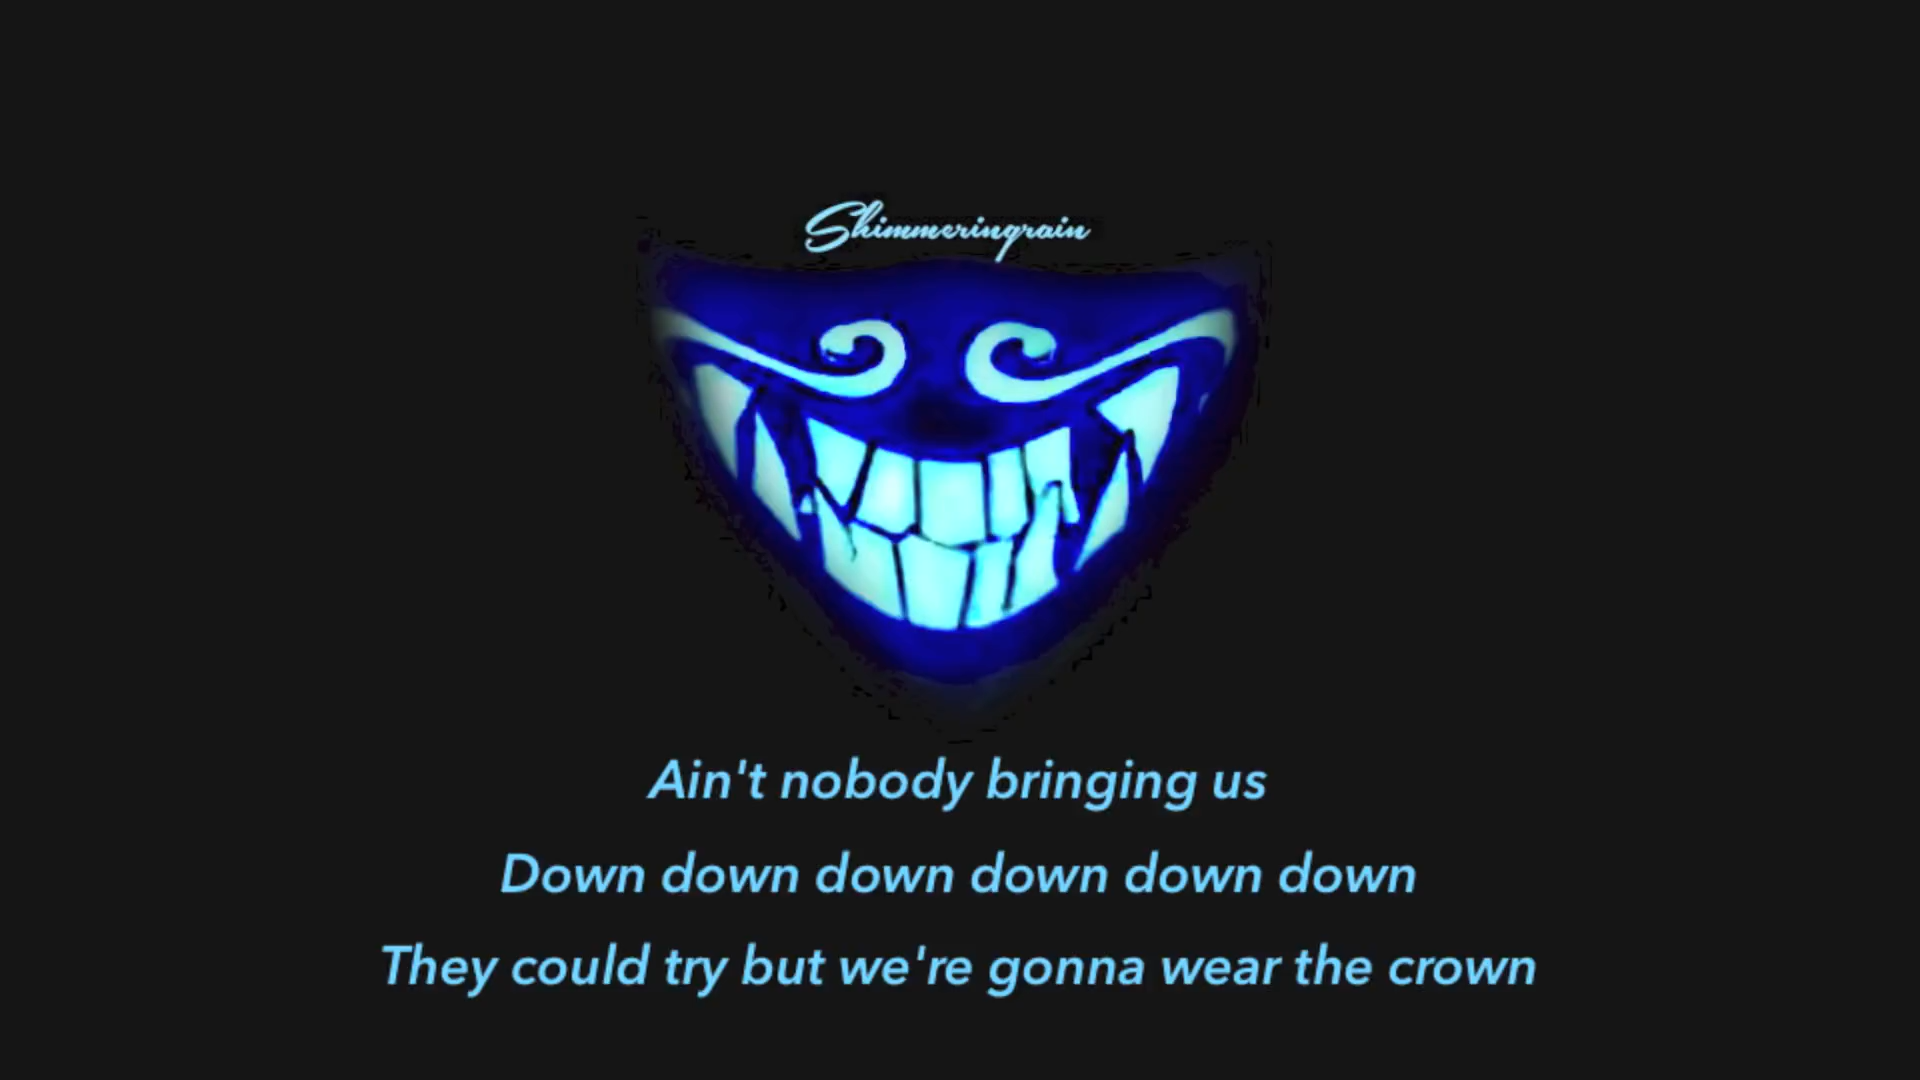 Shimmeringrain
Ain't nobody bringing us
Down down down down down down
They could try but we're gonna wear the crown